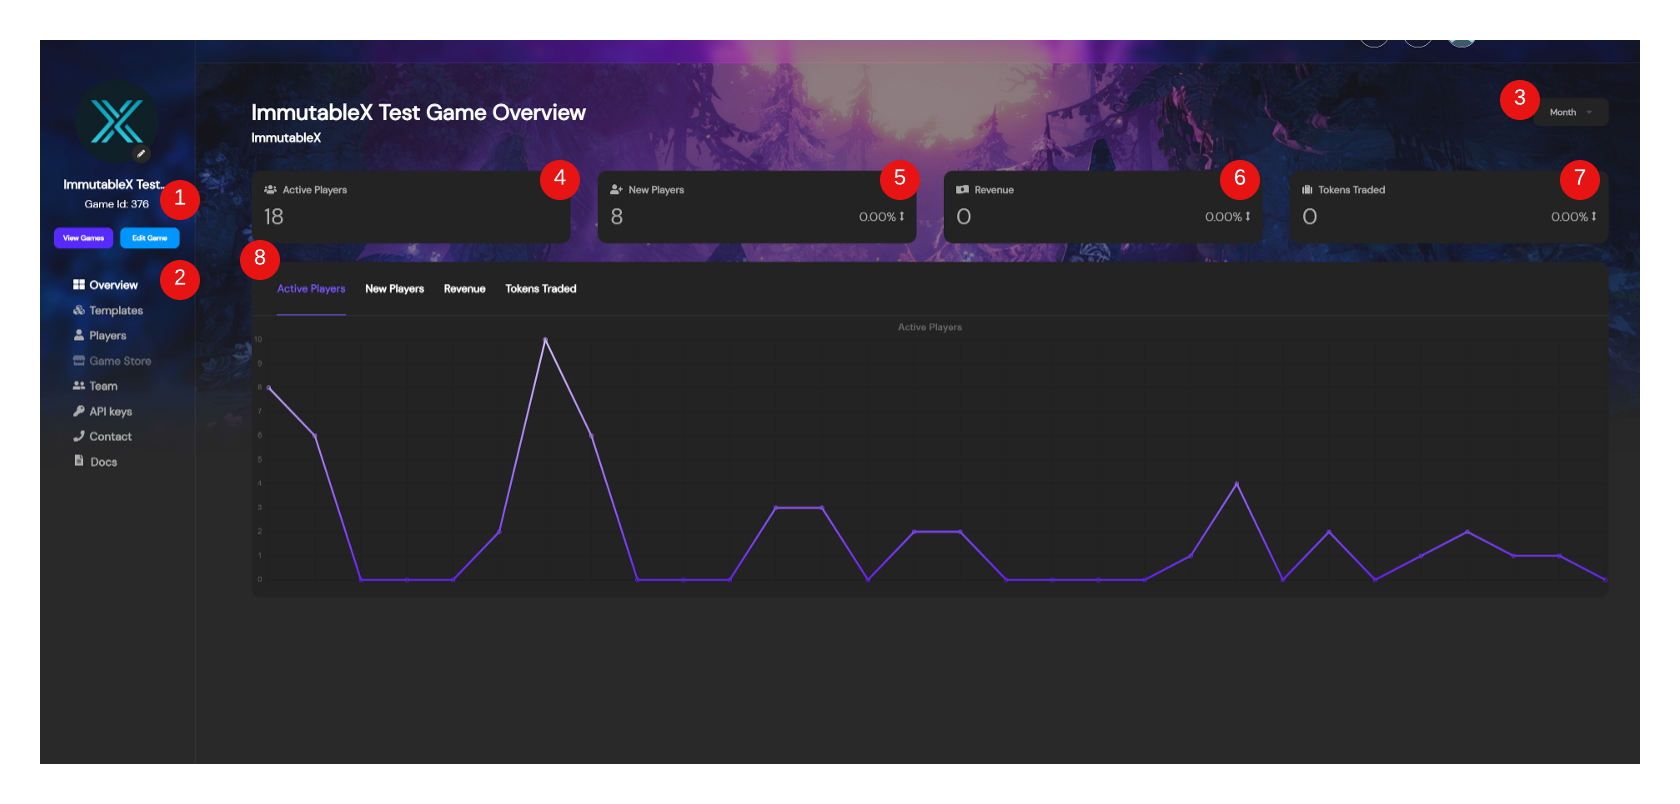 3
Month
ImmutableX Test Game Overview
ImmutableX
ImmutableX Test..
Game Id: 376
1
View Games
Edit Game
4
Active Players
18
5
New Players
8
0.00%
6
Revenue
0
0.00%
7
Tokens Traded
0
0.00%
2
Overview
Templates
Players
Game Store
Team
API keys
Contact
Docs
8
Active Players New Players Revenue Tokens Traded
Active Players
10
9
8
7
6
5
4
3
2
1
0